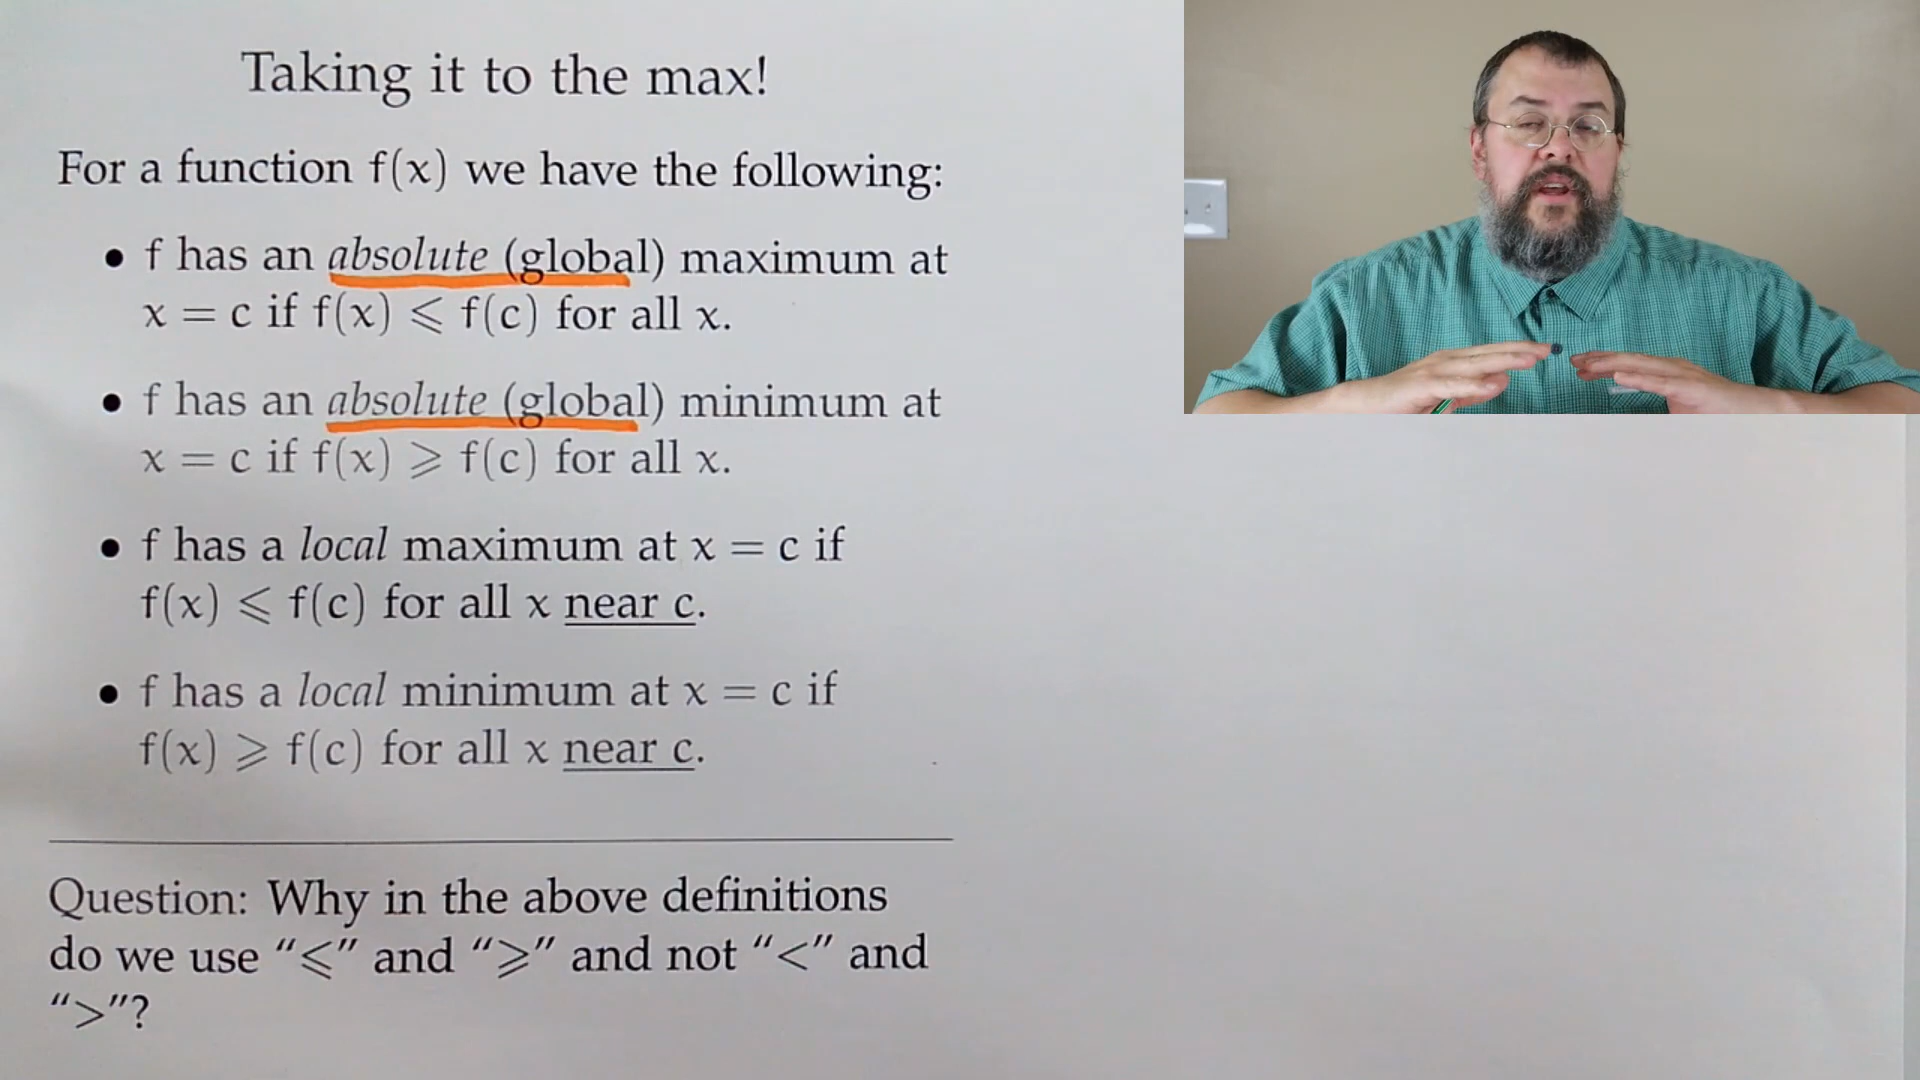 Taking it to the max!
For a function f(x) we have the following:
• f has an absolute (global) maximum at
x = c if f(x) ⩽ f(c) for all x.
• f has an absolute (global) minimum at
x = c if f(x) ⩾ f(c) for all x.
• f has a local maximum at x = c if
f(x) ⩽ f(c) for all x near c.
• f has a local minimum at x = c if
f(x) ⩾ f(c) for all x near c.
Question: Why in the above definitions
do we use “⩽” and “⩾” and not “<” and
“>”?